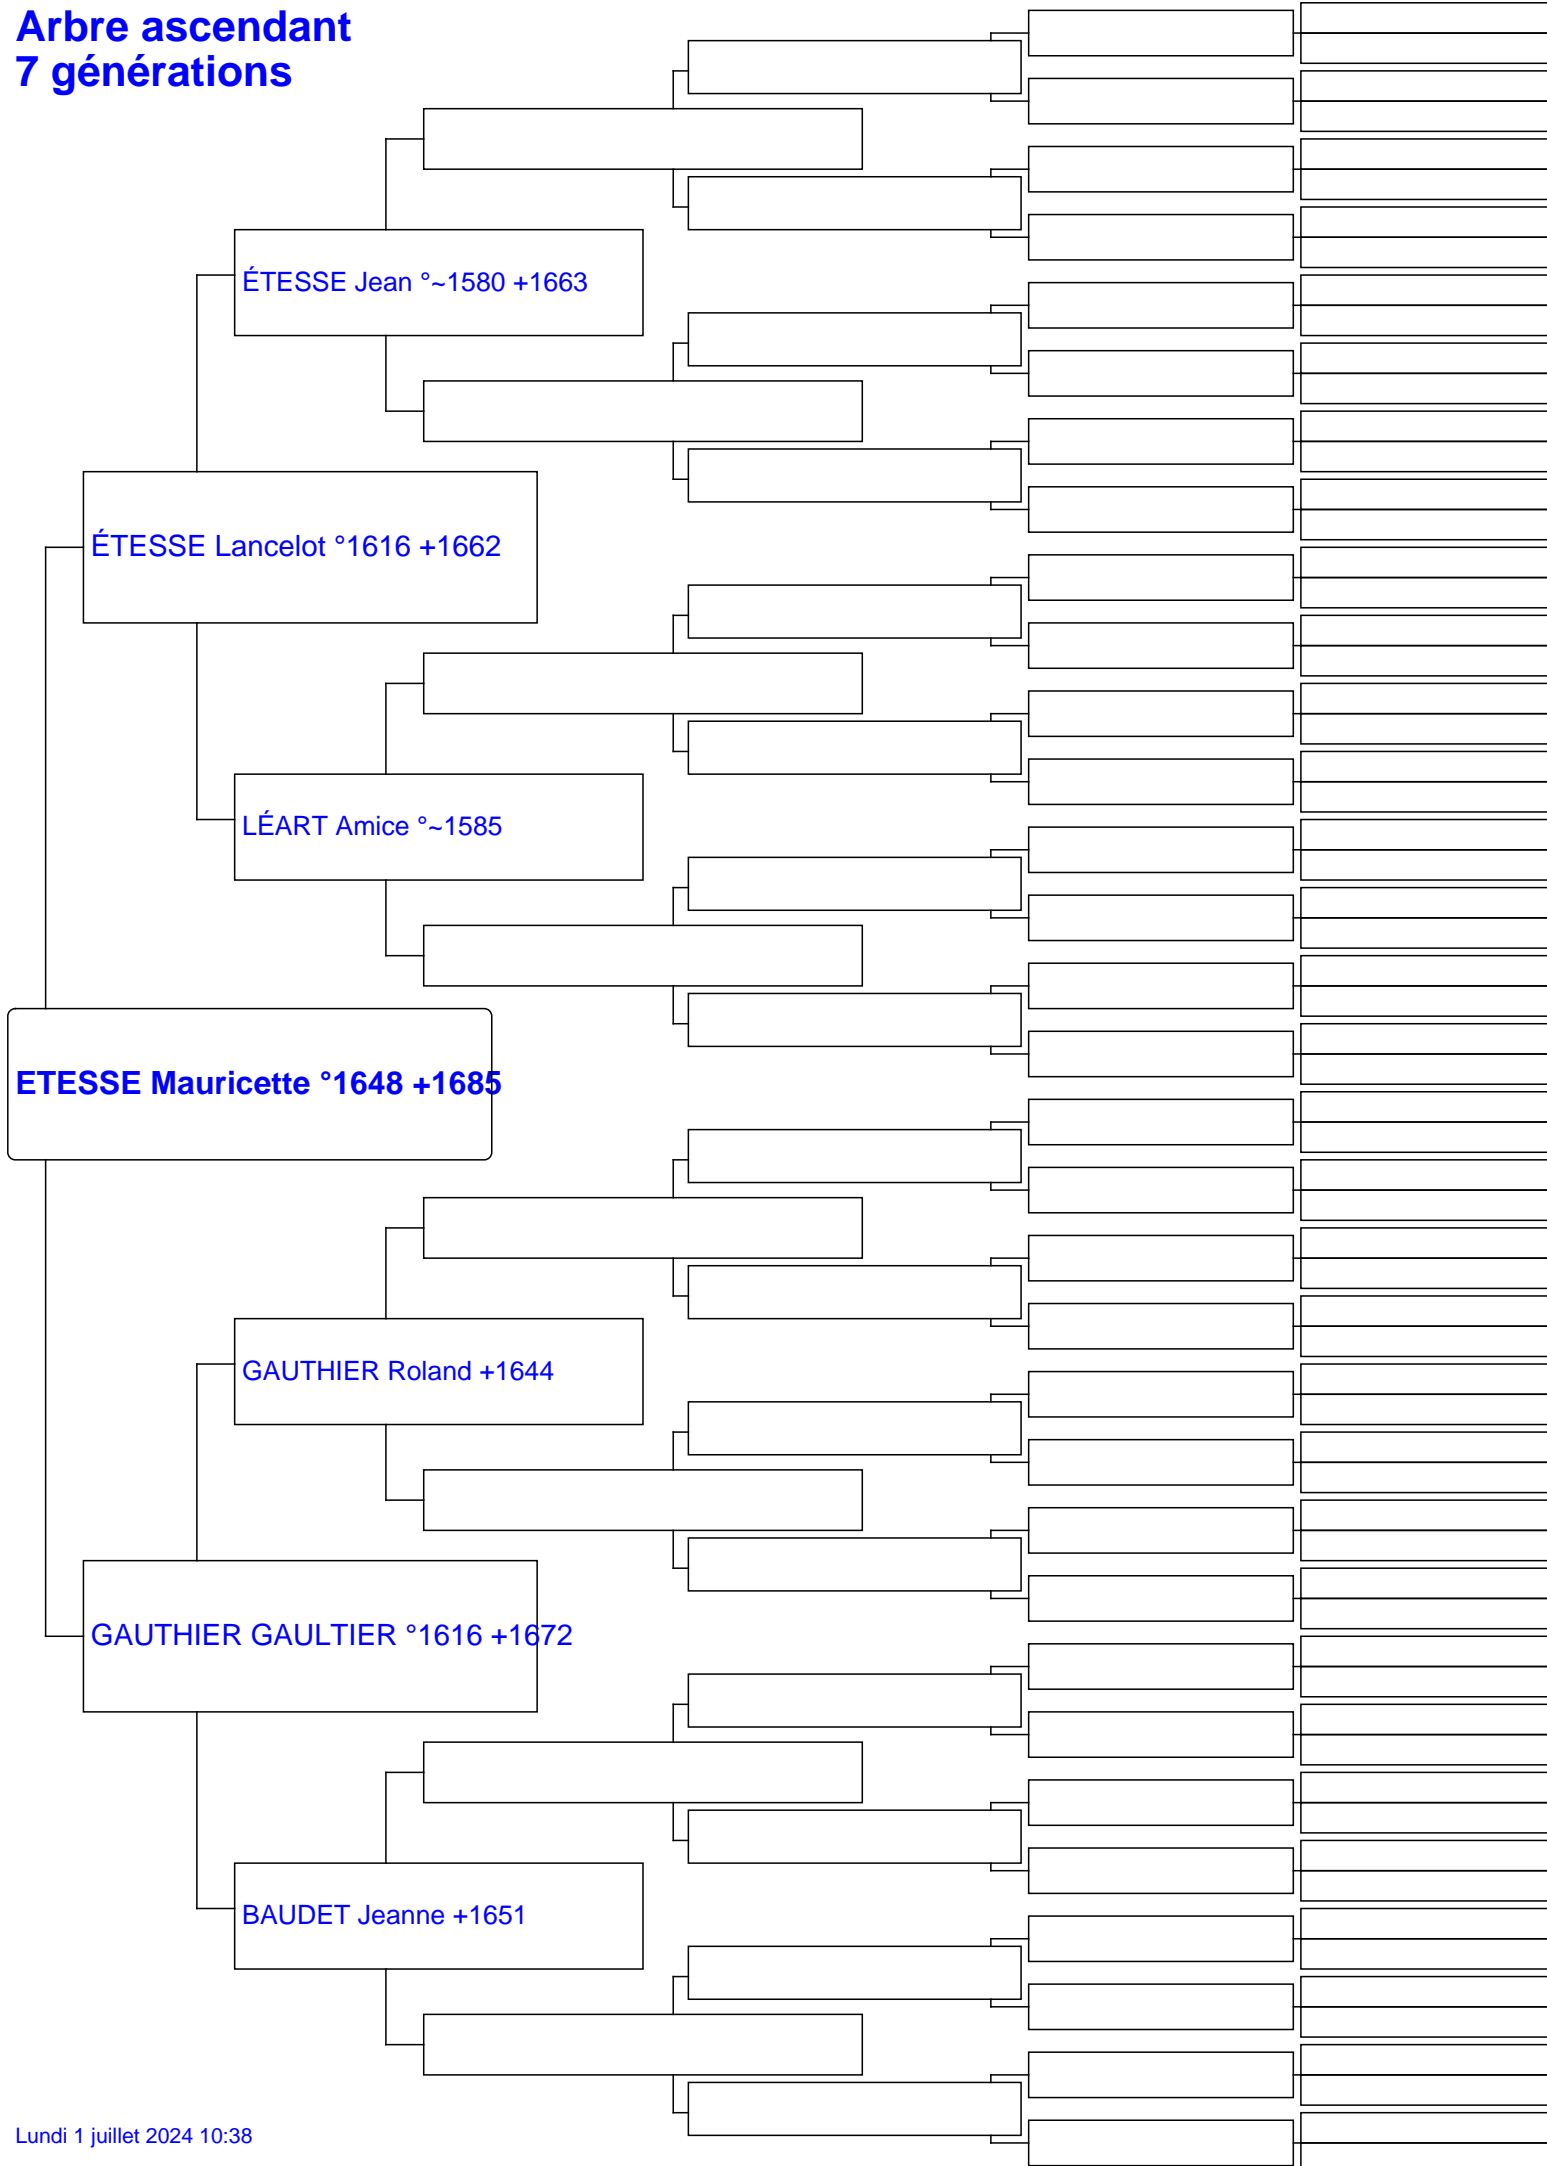 Arbre ascendant
7 générations
ÉTESSE Jean °~1580 +1663
ÉTESSE Lancelot °1616 +1662
LÉART Amice °~1585
ETESSE Mauricette °1648 +1685
GAUTHIER Roland +1644
GAUTHIER GAULTIER °1616 +1672
BAUDET Jeanne +1651
Lundi 1 juillet 2024 10:38